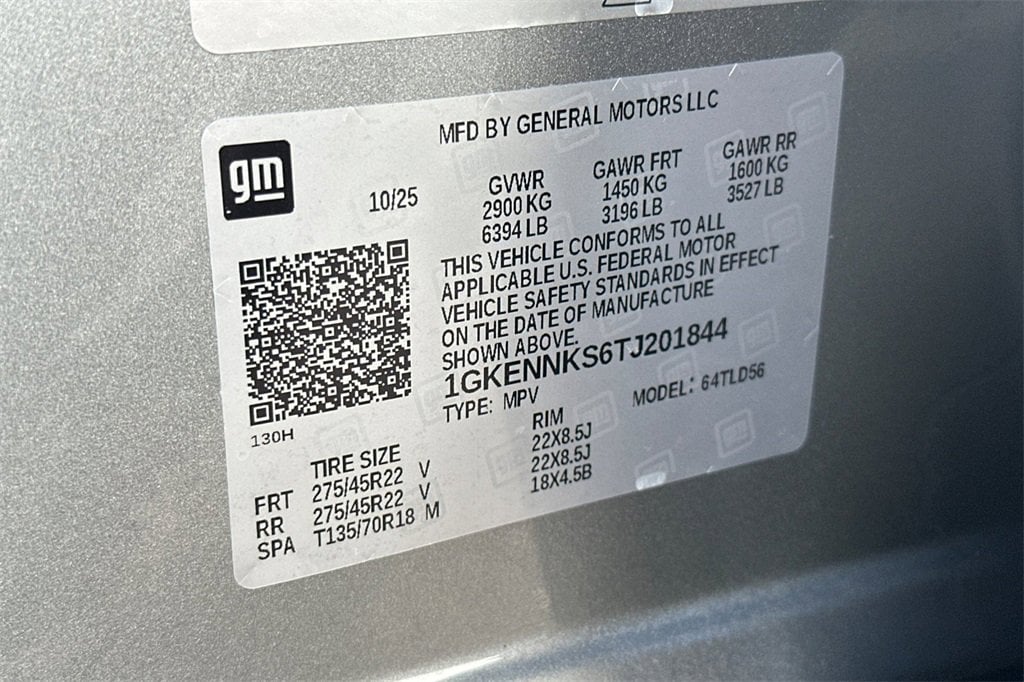 MFD BY GENERAL MOTORS LLC
gm
10/25
GVWR GAWR FRT GAWR RR
2900 KG 1450 KG 1600 KG
6394 LB 3196 LB 3527 LB
THIS VEHICLE CONFORMS TO ALL
APPLICABLE U.S. FEDERAL MOTOR
VEHICLE SAFETY STANDARDS IN EFFECT
ON THE DATE OF MANUFACTURE
SHOWN ABOVE.
1GKENNKS6TJ201844
TYPE: MPV MODEL: 64TLD56
130H
TIRE SIZE RIM
FRT 275/45R22 V 22X8.5J
RR 275/45R22 V 22X8.5J
SPA T135/70R18 M 18X4.5B